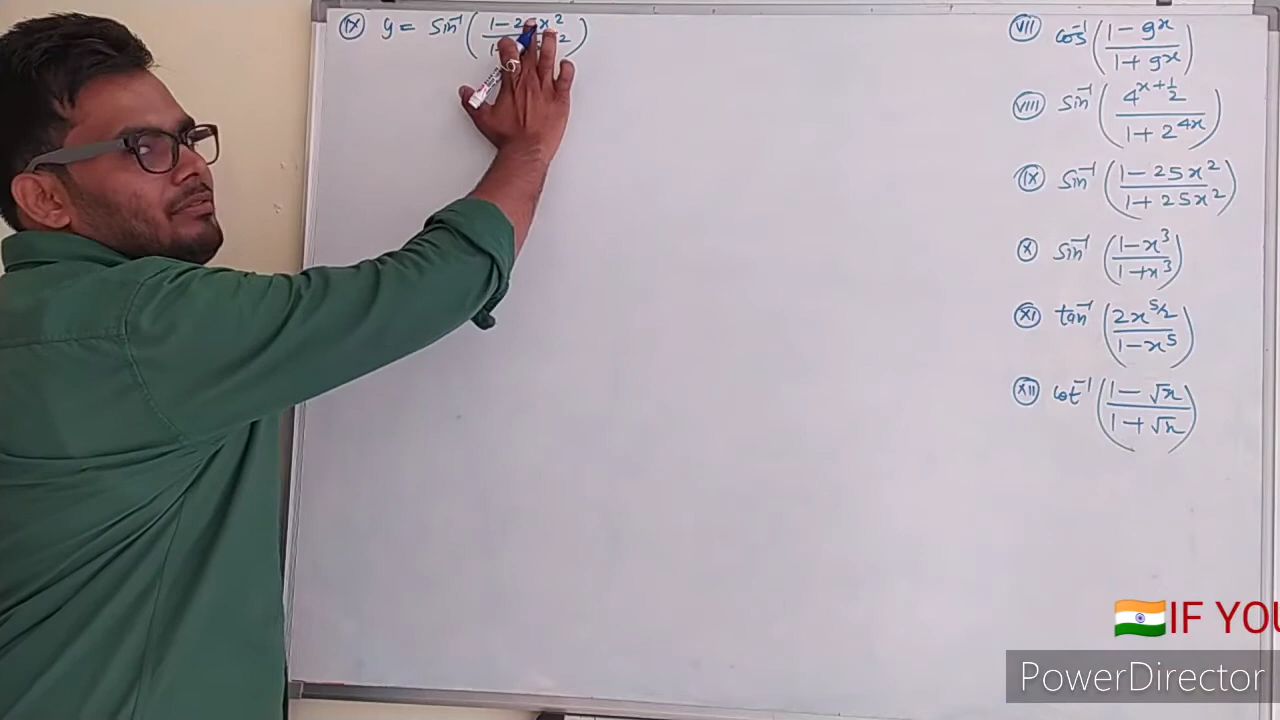 (IX) y = Sin⁻¹((1-25x²)/(1+25x²))
(VII) cos⁻¹((1-9ˣ)/(1+9ˣ))
(VIII) Sin⁻¹((4^(x+1/2))/(1+2^(4x)))
(IX) Sin⁻¹((1-25x²)/(1+25x²))
(X) Sin⁻¹((1-x³)/(1+x³))
(XI) tan⁻¹((2x^(5/2))/(1-x⁵))
(XII) cot⁻¹((1-√x)/(1+√x))
IF YOU
PowerDirector